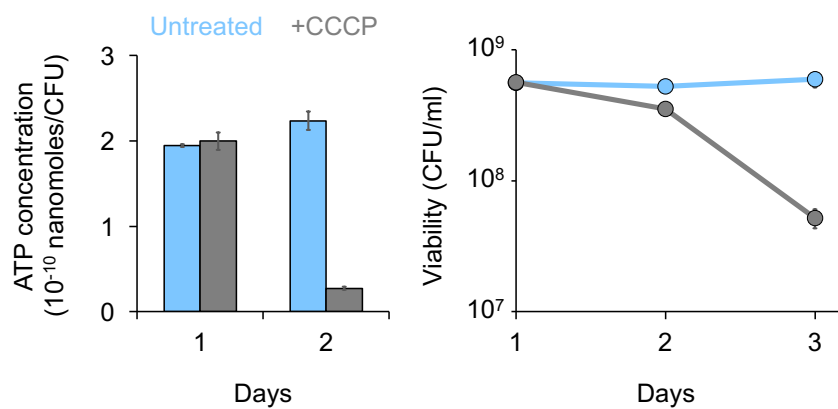 Untreated +CCCP
ATP concentration
(10⁻¹⁰ nanomoles/CFU)
3
2
1
0
1 2
Days
Viability (CFU/ml)
10⁹
10⁸
10⁷
1 2 3
Days